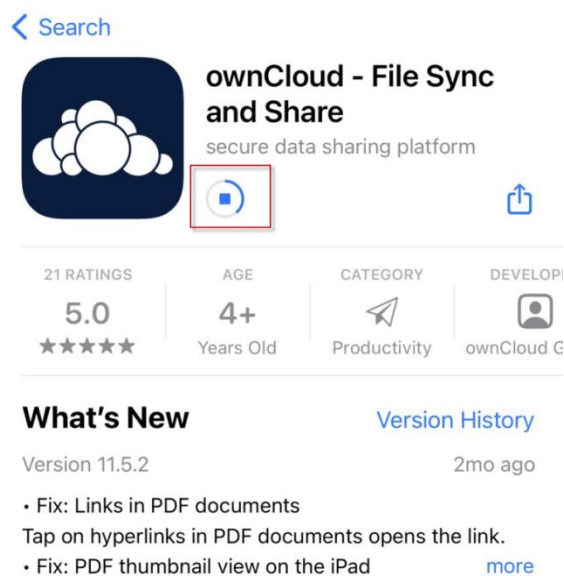 Search
ownCloud - File Sync
and Share
secure data sharing platform
21 RATINGS
AGE
CATEGORY
DEVELOP
5.0
4+
★★★★★
Years Old
Productivity
ownCloud G
What's New
Version History
Version 11.5.2
2mo ago
• Fix: Links in PDF documents
Tap on hyperlinks in PDF documents opens the link.
• Fix: PDF thumbnail view on the iPad
more